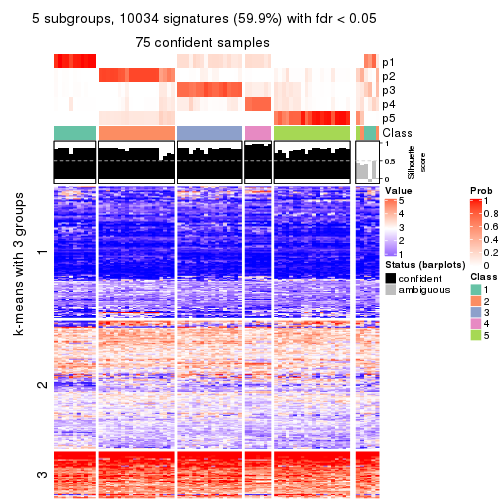 5 subgroups, 10034 signatures (59.9%) with fdr < 0.05
75 confident samples
p1
p2
p3
p4
p5
Class
1
0.5
0
Silhouette
score
k-means with 3 groups
1
2
3
Value
5
4
3
2
1
Status (barplots)
confident
ambiguous
Prob
1
0.8
0.6
0.4
0.2
0
Class
1
2
3
4
5